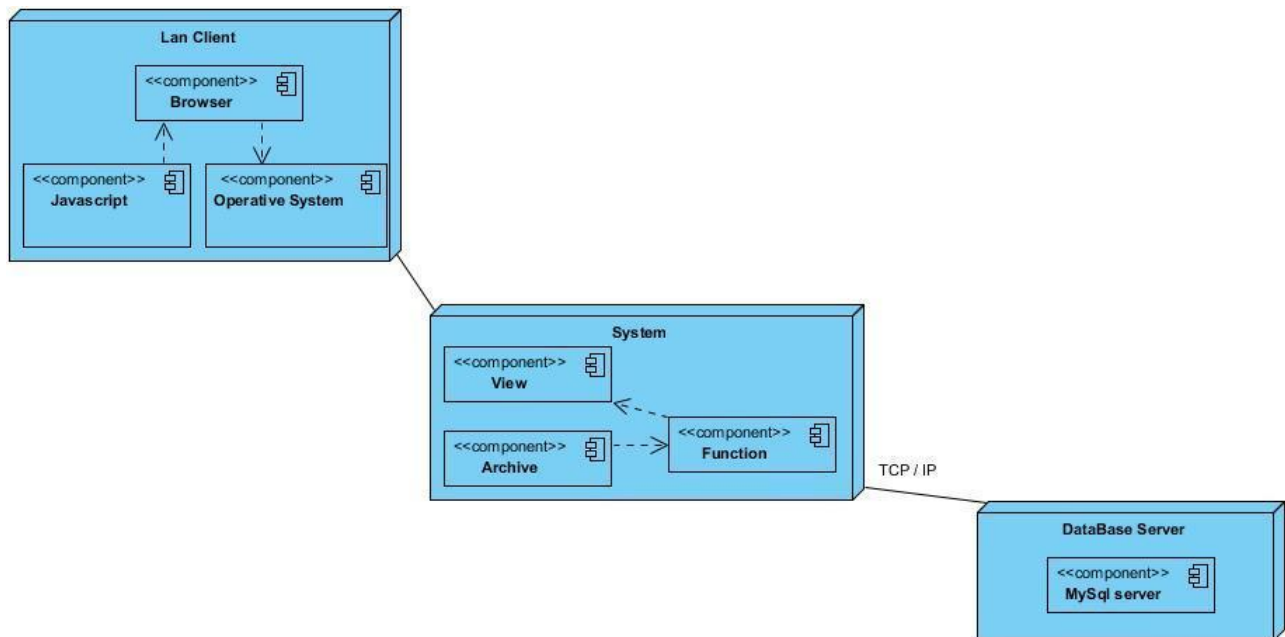 Lan Client
<<component>>
Browser
<<component>>
Javascript
<<component>>
Operative System
System
<<component>>
View
<<component>>
Archive
<<component>>
Function
TCP / IP
DataBase Server
<<component>>
MySql server